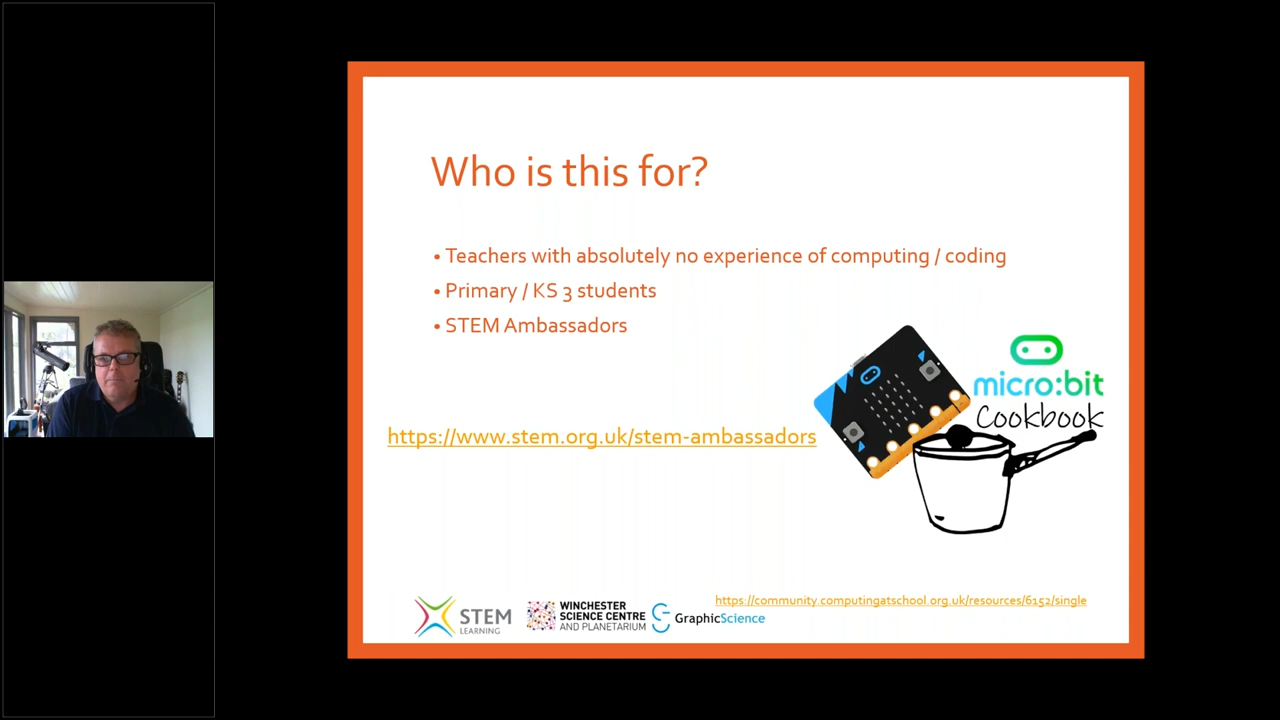 Who is this for?
• Teachers with absolutely no experience of computing / coding
• Primary / KS 3 students
• STEM Ambassadors
micro:bit
Cookbook
https://www.stem.org.uk/stem-ambassadors
https://community.computingatschool.org.uk/resources/6152/single
STEM
LEARNING
WINCHESTER
SCIENCE CENTRE
AND PLANETARIUM
GraphicScience